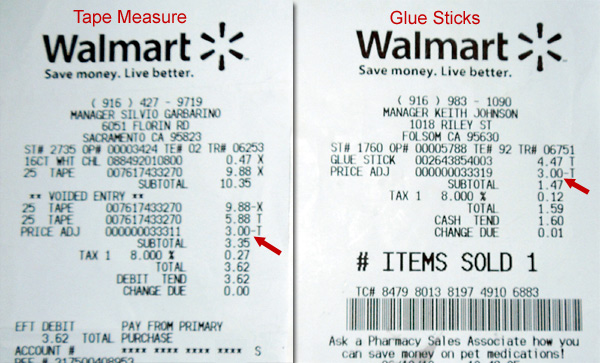 Tape Measure
Walmart
Save money. Live better.
( 916 ) 427 - 9719
MANAGER SILVIO GARBARINO
6051 FLORIN RD
SACRAMENTO CA 95823
ST# 2735 OP# 00003424 TE# 02 TR# 06253
16CT WHT CHL 088492010800 0.47 X
25 TAPE 007617433270 9.88 X
SUBTOTAL 10.35
** VOIDED ENTRY **
25 TAPE 007617433270 9.88-X
25 TAPE 007617433270 5.88 T
PRICE ADJ 000000033311 3.00-T
SUBTOTAL 3.35
TAX 1 8.000 % 0.27
TOTAL 3.62
DEBIT TEND 3.62
CHANGE DUE 0.00
EFT DEBIT PAY FROM PRIMARY
3.62 TOTAL PURCHASE
ACCOUNT # **** **** **** **** S
Glue Sticks
Walmart
Save money. Live better.
( 916 ) 983 - 1090
MANAGER KEITH JOHNSON
1018 RILEY ST
FOLSOM CA 95630
ST# 1760 OP# 00005788 TE# 92 TR# 06751
GLUE STICK 002643854003 4.47 T
PRICE ADJ 000000033319 3.00-T
SUBTOTAL 1.47
TAX 1 8.000 % 0.12
TOTAL 1.59
CASH TEND 1.60
CHANGE DUE 0.01
# ITEMS SOLD 1
TC# 8479 8013 8197 4910 6883
Ask a Pharmacy Sales Associate how you
can save money on pet medications!